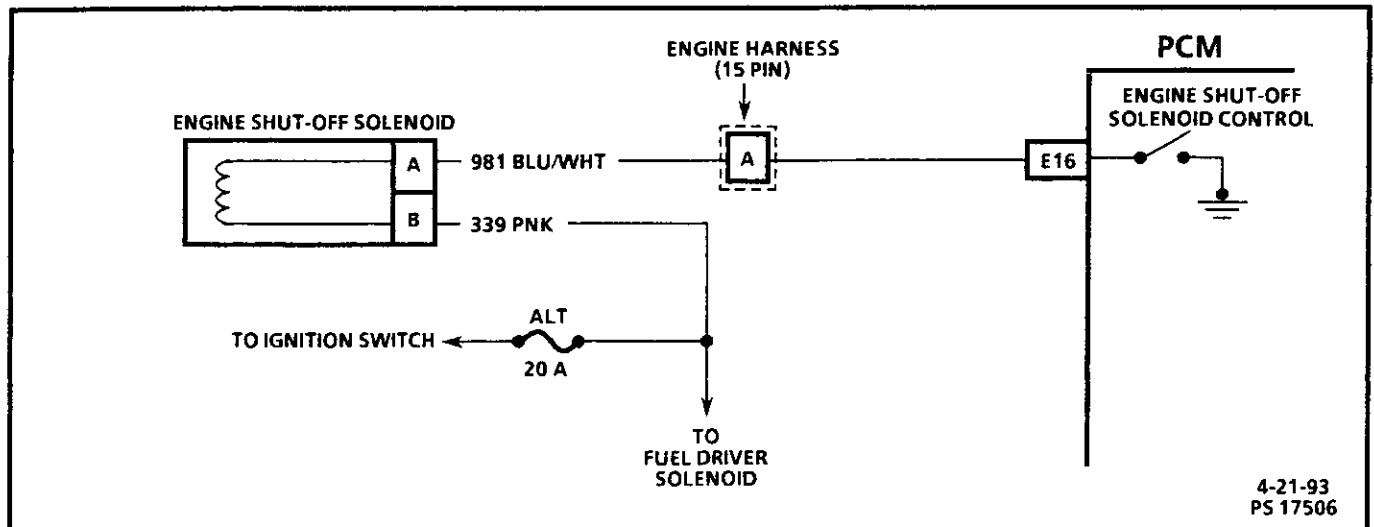 ENGINE HARNESS
(15 PIN)
PCM
ENGINE SHUT-OFF
SOLENOID CONTROL
ENGINE SHUT-OFF SOLENOID
A
981 BLU/WHT
A
E16
B
339 PNK
TO IGNITION SWITCH
ALT
20 A
TO
FUEL DRIVER
SOLENOID
4-21-93
PS 17506